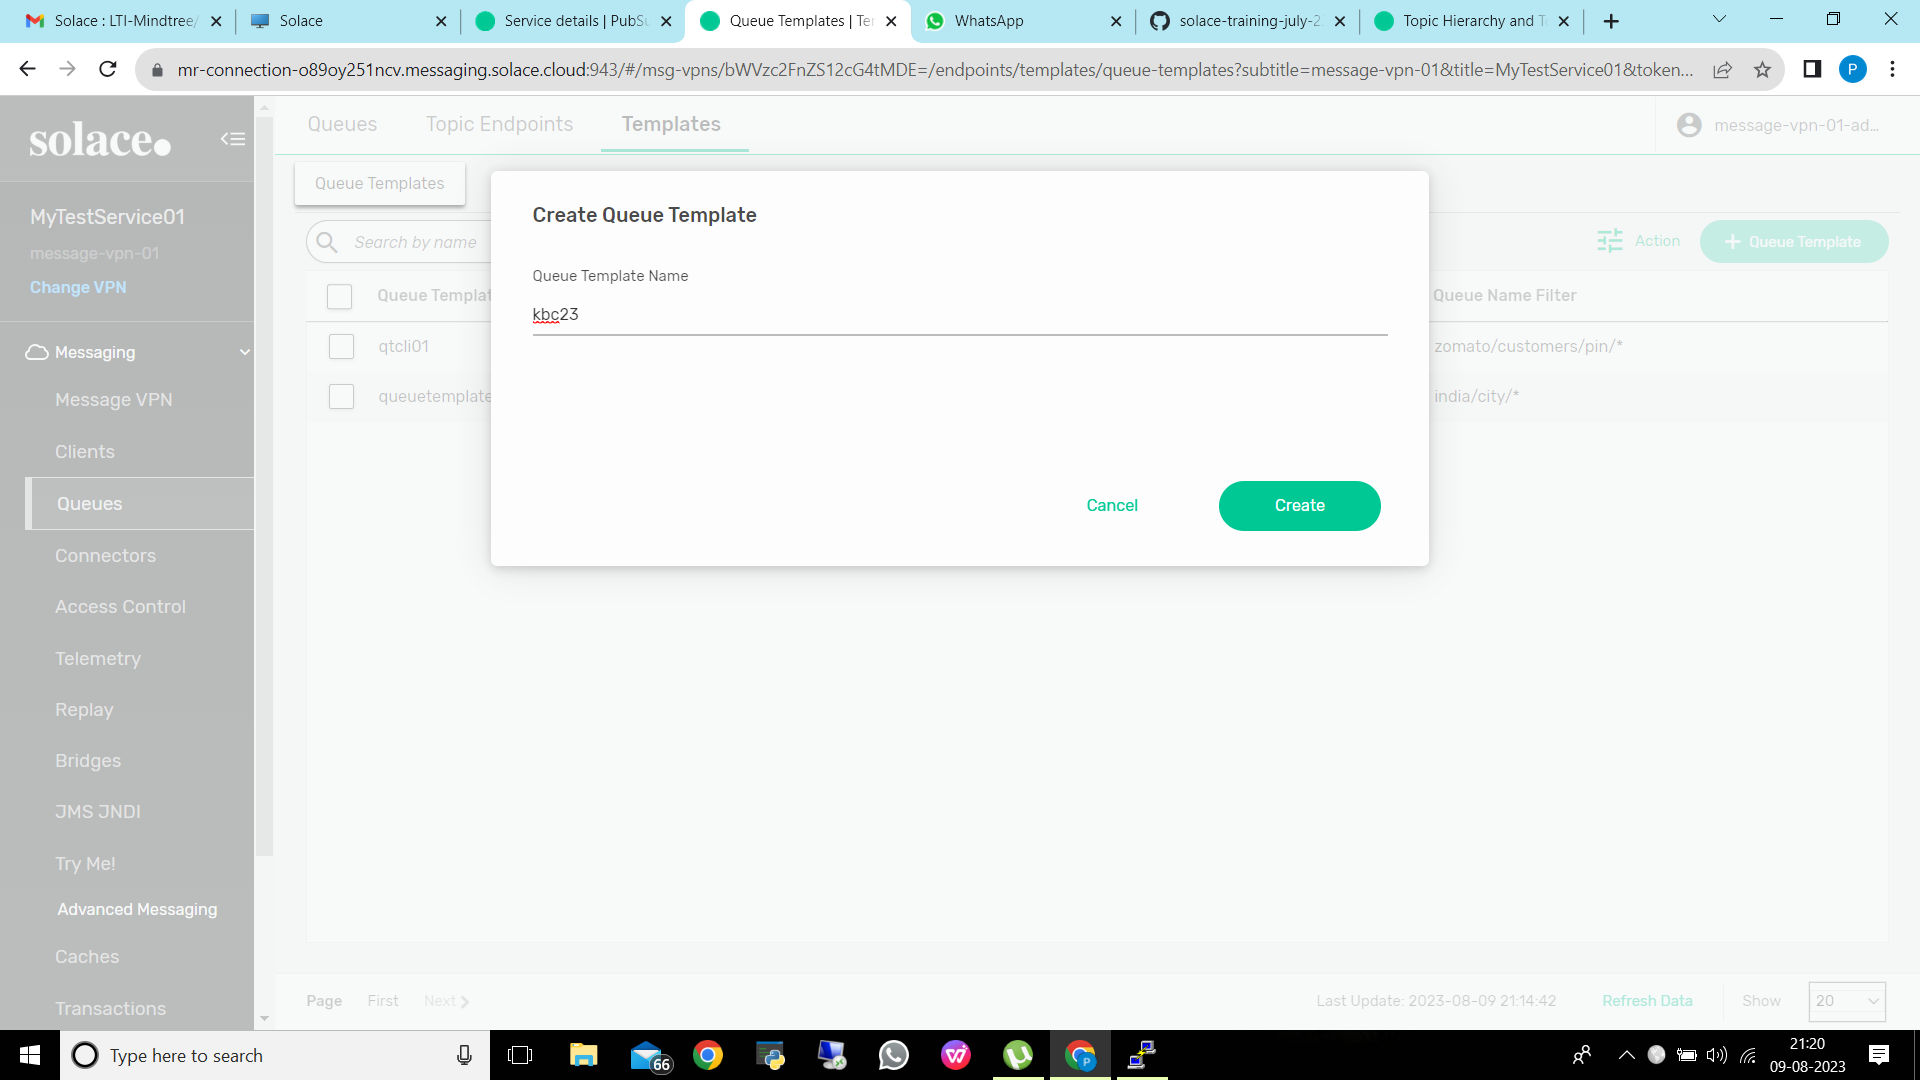 Solace : LTI-Mindtree/
Solace
Service details | PubSu
Queue Templates | Ter
WhatsApp
solace-training-july-2
Topic Hierarchy and T
mr-connection-o89oy251ncv.messaging.solace.cloud:943/#/msg-vpns/bWVzc2FnZS12cG4tMDE=/endpoints/templates/queue-templates?subtitle=message-vpn-01&title=MyTestService01&token...
P
solace.
Queues
Topic Endpoints
Templates
message-vpn-01-ad...
Queue Templates
MyTestService01
message-vpn-01
Change VPN
Search by name
Action
+ Queue Template
Create Queue Template
Queue Template Name
kbc23
Cancel
Create
Queue Templat
Queue Name Filter
qtcli01
zomato/customers/pin/*
queuetemplate
india/city/*
Messaging
Message VPN
Clients
Queues
Connectors
Access Control
Telemetry
Replay
Bridges
JMS JNDI
Try Me!
Advanced Messaging
Caches
Transactions
Page
First
Next
Last Update: 2023-08-09 21:14:42
Refresh Data
Show
20
Type here to search
66
P
21:20
09-08-2023